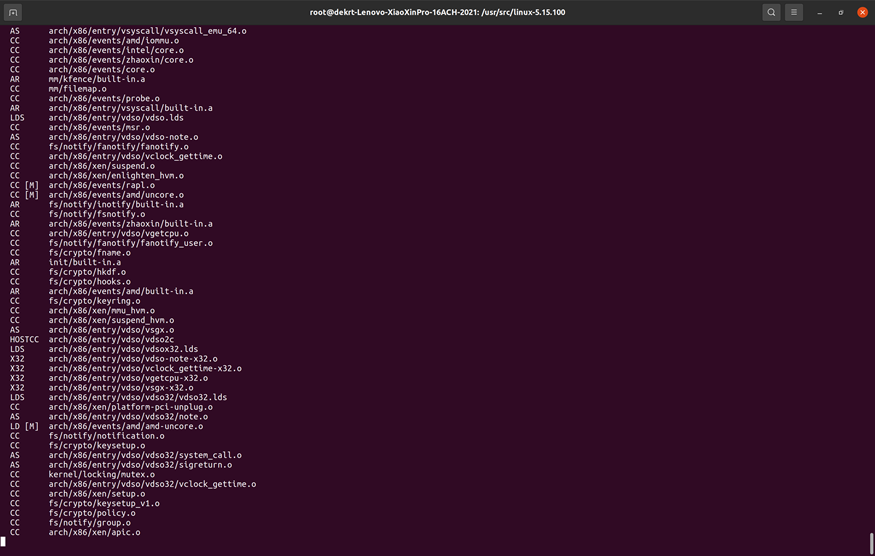 root@dekrt-Lenovo-XiaoXinPro-16ACH-2021: /usr/src/linux-5.15.100
AS arch/x86/entry/vsyscall/vsyscall_emu_64.o
CC arch/x86/events/amd/iommu.o
CC arch/x86/events/intel/core.o
CC arch/x86/events/zhaoxin/core.o
CC arch/x86/events/core.o
AR mm/kfence/built-in.a
CC mm/filemap.o
CC arch/x86/events/probe.o
AR arch/x86/entry/vsyscall/built-in.a
LDS arch/x86/entry/vdso/vdso.lds
CC arch/x86/events/msr.o
AS arch/x86/entry/vdso/vdso-note.o
CC fs/notify/fanotify/fanotify.o
CC arch/x86/entry/vdso/vclock_gettime.o
CC arch/x86/xen/suspend.o
CC arch/x86/xen/enlighten_hvm.o
CC [M] arch/x86/events/rapl.o
CC [M] arch/x86/events/amd/uncore.o
AR fs/notify/inotify/built-in.a
CC fs/notify/fsnotify.o
AR arch/x86/events/zhaoxin/built-in.a
CC arch/x86/entry/vdso/vgetcpu.o
CC fs/notify/fanotify/fanotify_user.o
CC fs/crypto/fname.o
AR init/built-in.a
CC fs/crypto/hkdf.o
CC fs/crypto/hooks.o
AR arch/x86/events/amd/built-in.a
CC fs/crypto/keyring.o
CC arch/x86/xen/mmu_hvm.o
CC arch/x86/xen/suspend_hvm.o
AS arch/x86/entry/vdso/vsgx.o
HOSTCC arch/x86/entry/vdso/vdso2c
LDS arch/x86/entry/vdso/vdsox32.lds
X32 arch/x86/entry/vdso/vdso-note-x32.o
X32 arch/x86/entry/vdso/vclock_gettime-x32.o
X32 arch/x86/entry/vdso/vgetcpu-x32.o
X32 arch/x86/entry/vdso/vsgx-x32.o
LDS arch/x86/entry/vdso/vdso32/vdso32.lds
CC arch/x86/xen/platform-pci-unplug.o
AS arch/x86/entry/vdso/vdso32/note.o
LD [M] arch/x86/events/amd/amd-uncore.o
CC fs/notify/notification.o
CC fs/crypto/keysetup.o
AS arch/x86/entry/vdso/vdso32/system_call.o
AS arch/x86/entry/vdso/vdso32/sigreturn.o
CC kernel/locking/mutex.o
CC arch/x86/entry/vdso/vdso32/vclock_gettime.o
CC arch/x86/xen/setup.o
CC fs/crypto/keysetup_v1.o
CC fs/crypto/policy.o
CC fs/notify/group.o
CC arch/x86/xen/apic.o